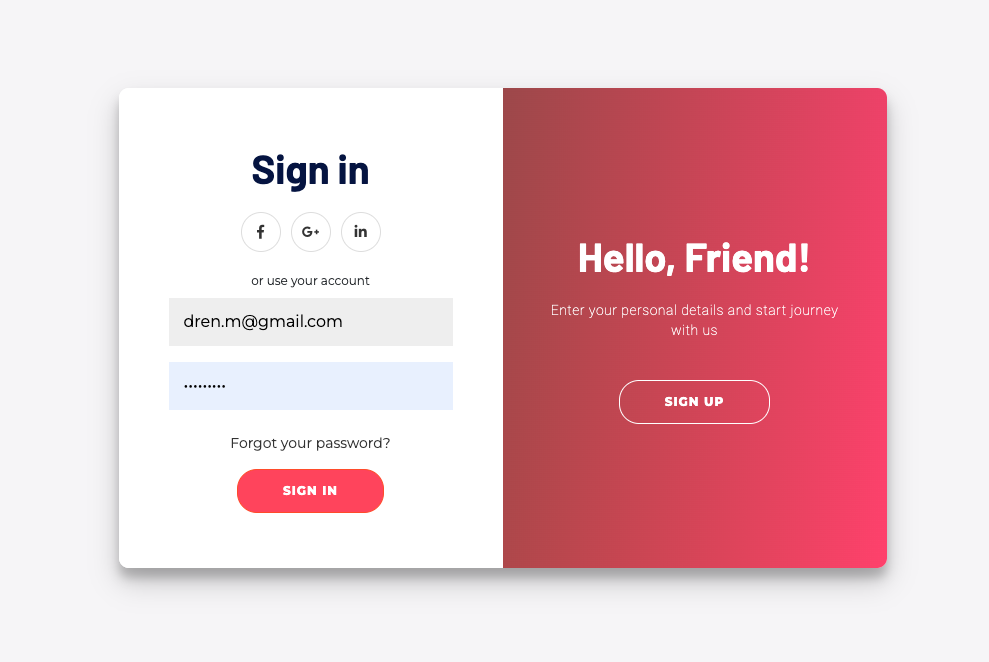 Sign in
f G+ in
or use your account
dren.m@gmail.com
•••••••••
Forgot your password?
SIGN IN
Hello, Friend!
Enter your personal details and start journey
with us
SIGN UP